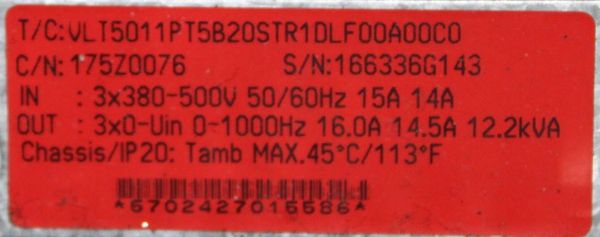 T/C:VLT5011PT5B20STR1DLF00A00C0
C/N:175Z0076 S/N:166336G143
IN : 3x380-500V 50/60Hz 15A 14A
OUT : 3x0-Uin 0-1000Hz 16.0A 14.5A 12.2kVA
Chassis/IP20: Tamb MAX.45°C/113°F
*6702427015586*